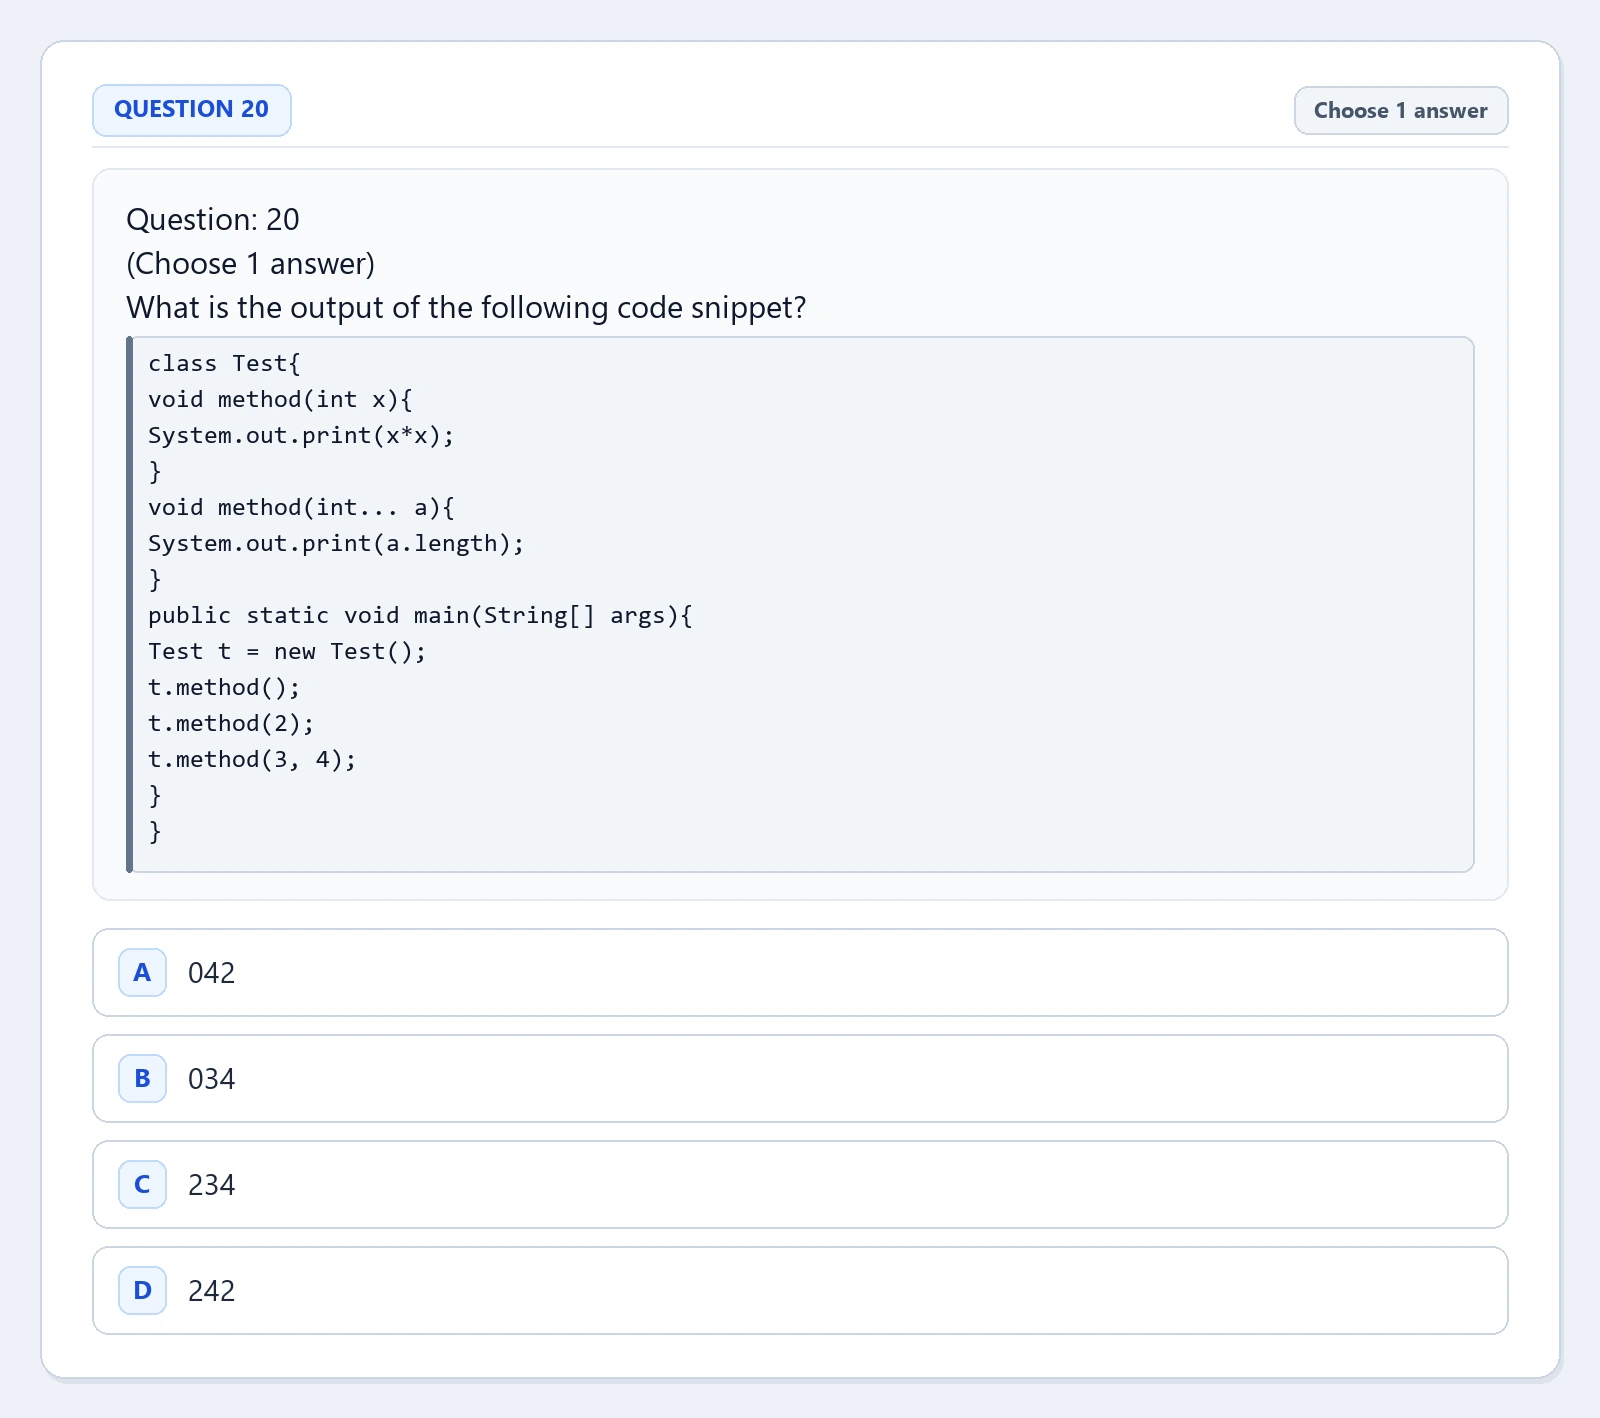 QUESTION 20
Choose 1 answer
Question: 20
(Choose 1 answer)
What is the output of the following code snippet?
class Test{
void method(int x){
System.out.print(x*x);
}
void method(int... a){
System.out.print(a.length);
}
public static void main(String[] args){
Test t = new Test();
t.method();
t.method(2);
t.method(3, 4);
}
}
A 042
B 034
C 234
D 242